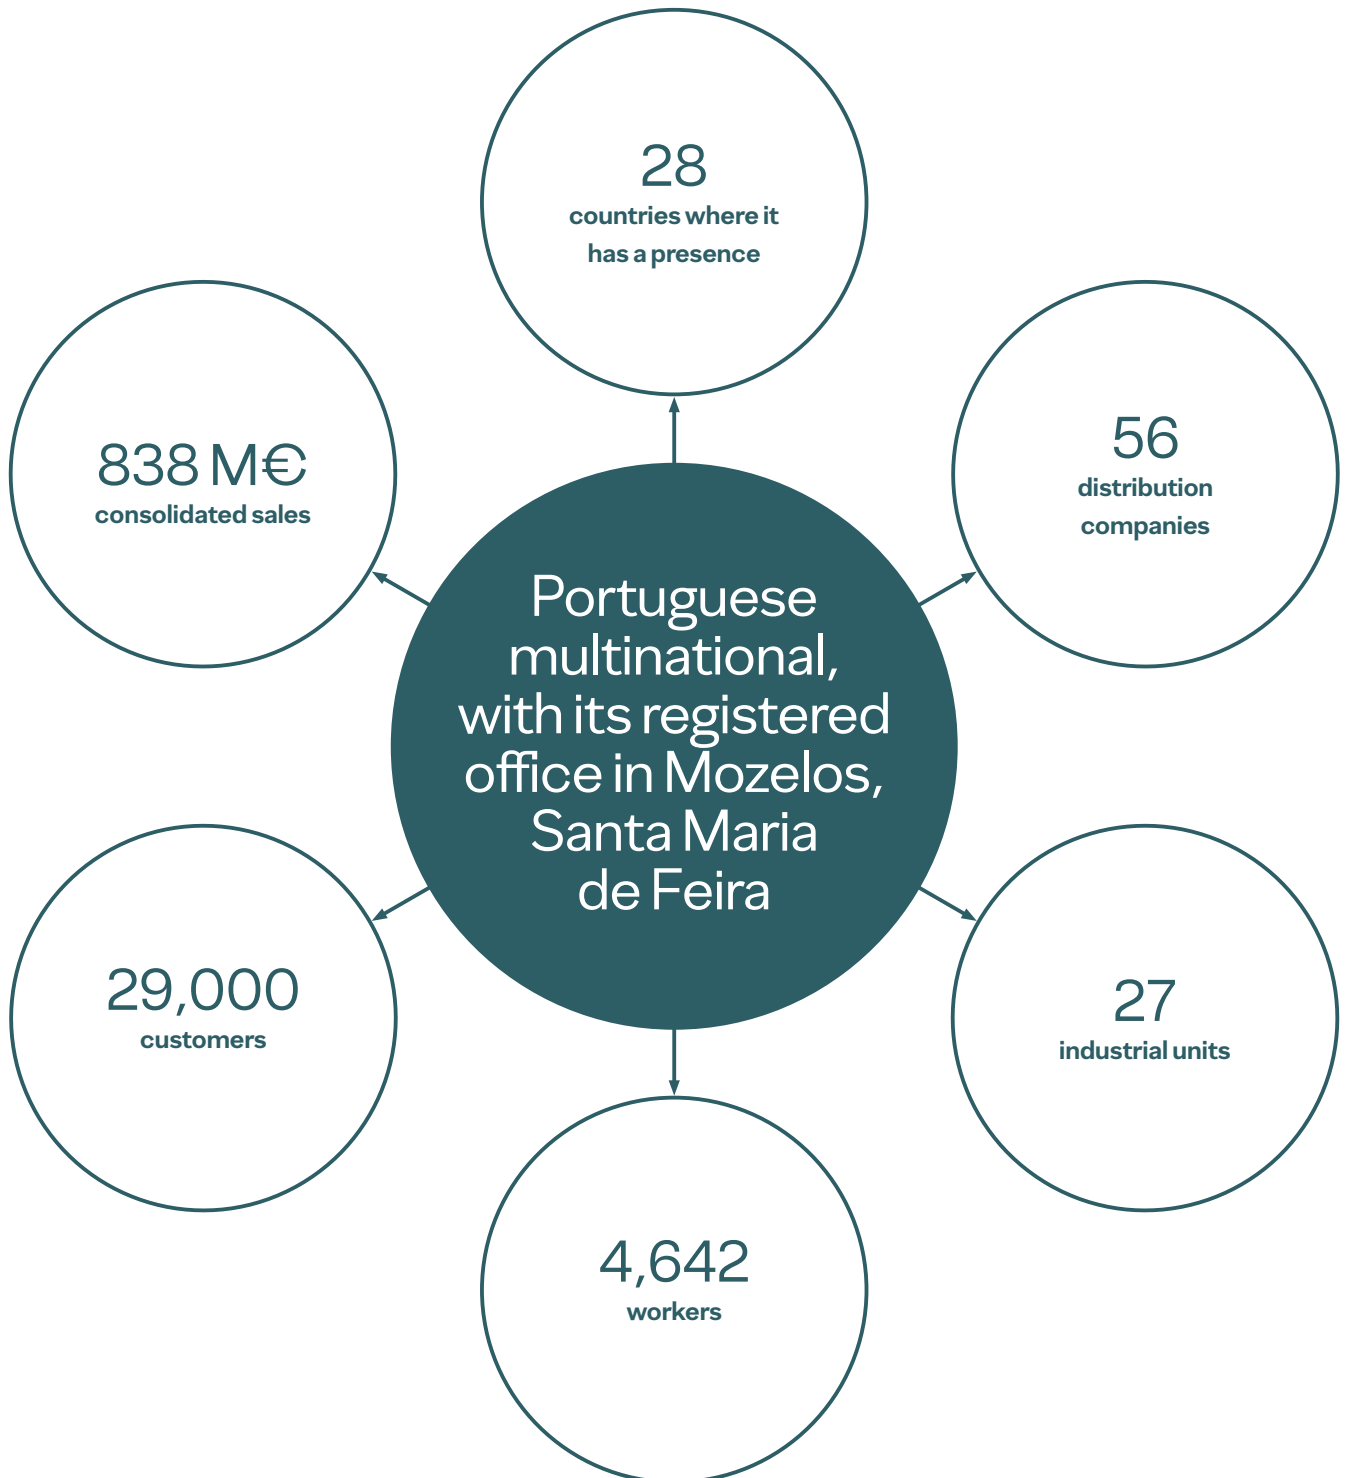 28
countries where it
has a presence
838 M€
consolidated sales
56
distribution
companies
Portuguese
multinational,
with its registered
office in Mozelos,
Santa Maria
de Feira
29,000
customers
27
industrial units
4,642
workers